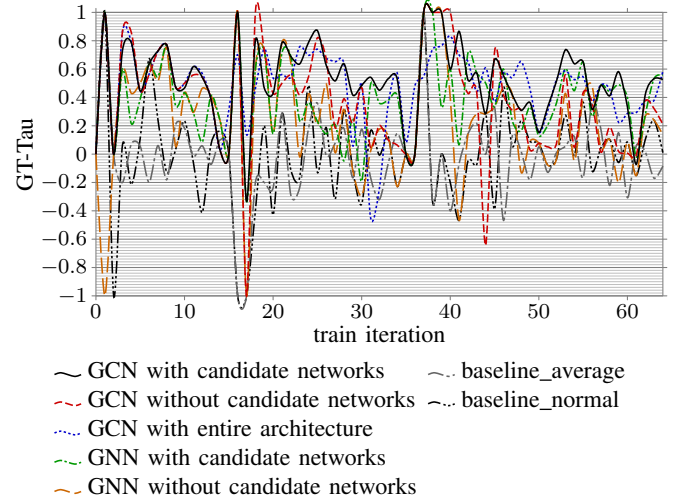 1
0.8
0.6
0.4
0.2
0
−0.2
−0.4
−0.6
−0.8
−1
GT-Tau
0 10 20 30 40 50 60
train iteration
GCN with candidate networks
GCN without candidate networks
GCN with entire architecture
GNN with candidate networks
GNN without candidate networks
baseline_average
baseline_normal